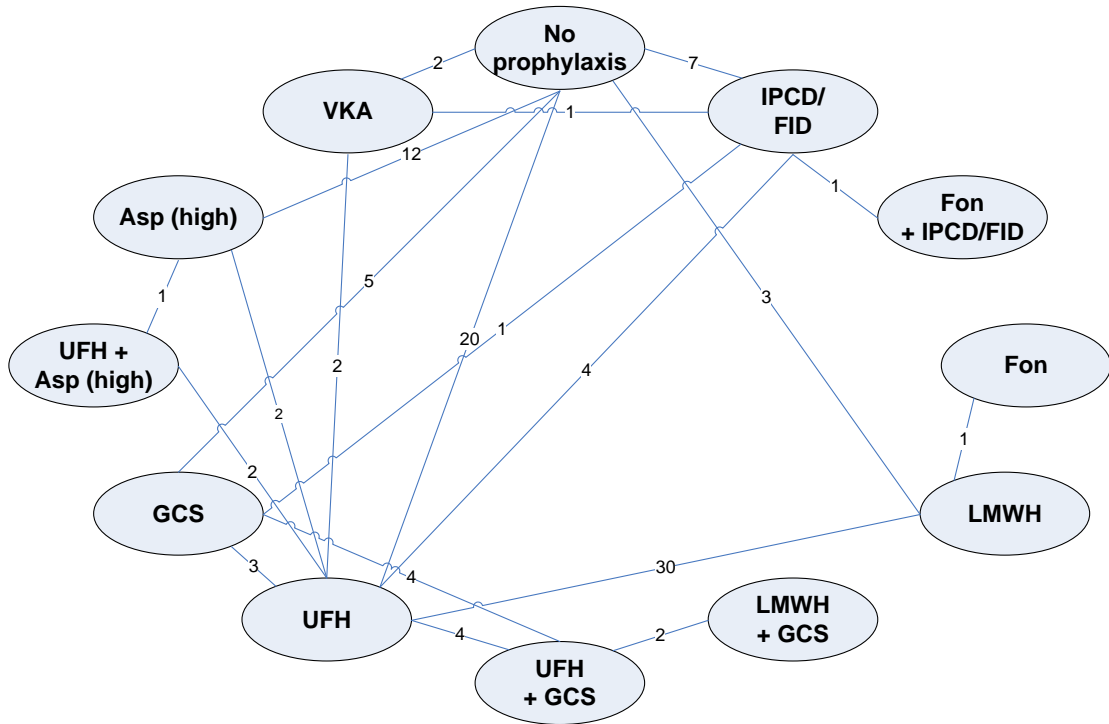 No
prophylaxis
2
7
VKA
1
IPCD/
FID
12
1
Asp (high)
Fon
+ IPCD/FID
5
3
1
20
1
2
4
UFH +
Asp (high)
Fon
2
1
2
GCS
LMWH
3
4
30
UFH
LMWH
+ GCS
4
2
UFH
+ GCS